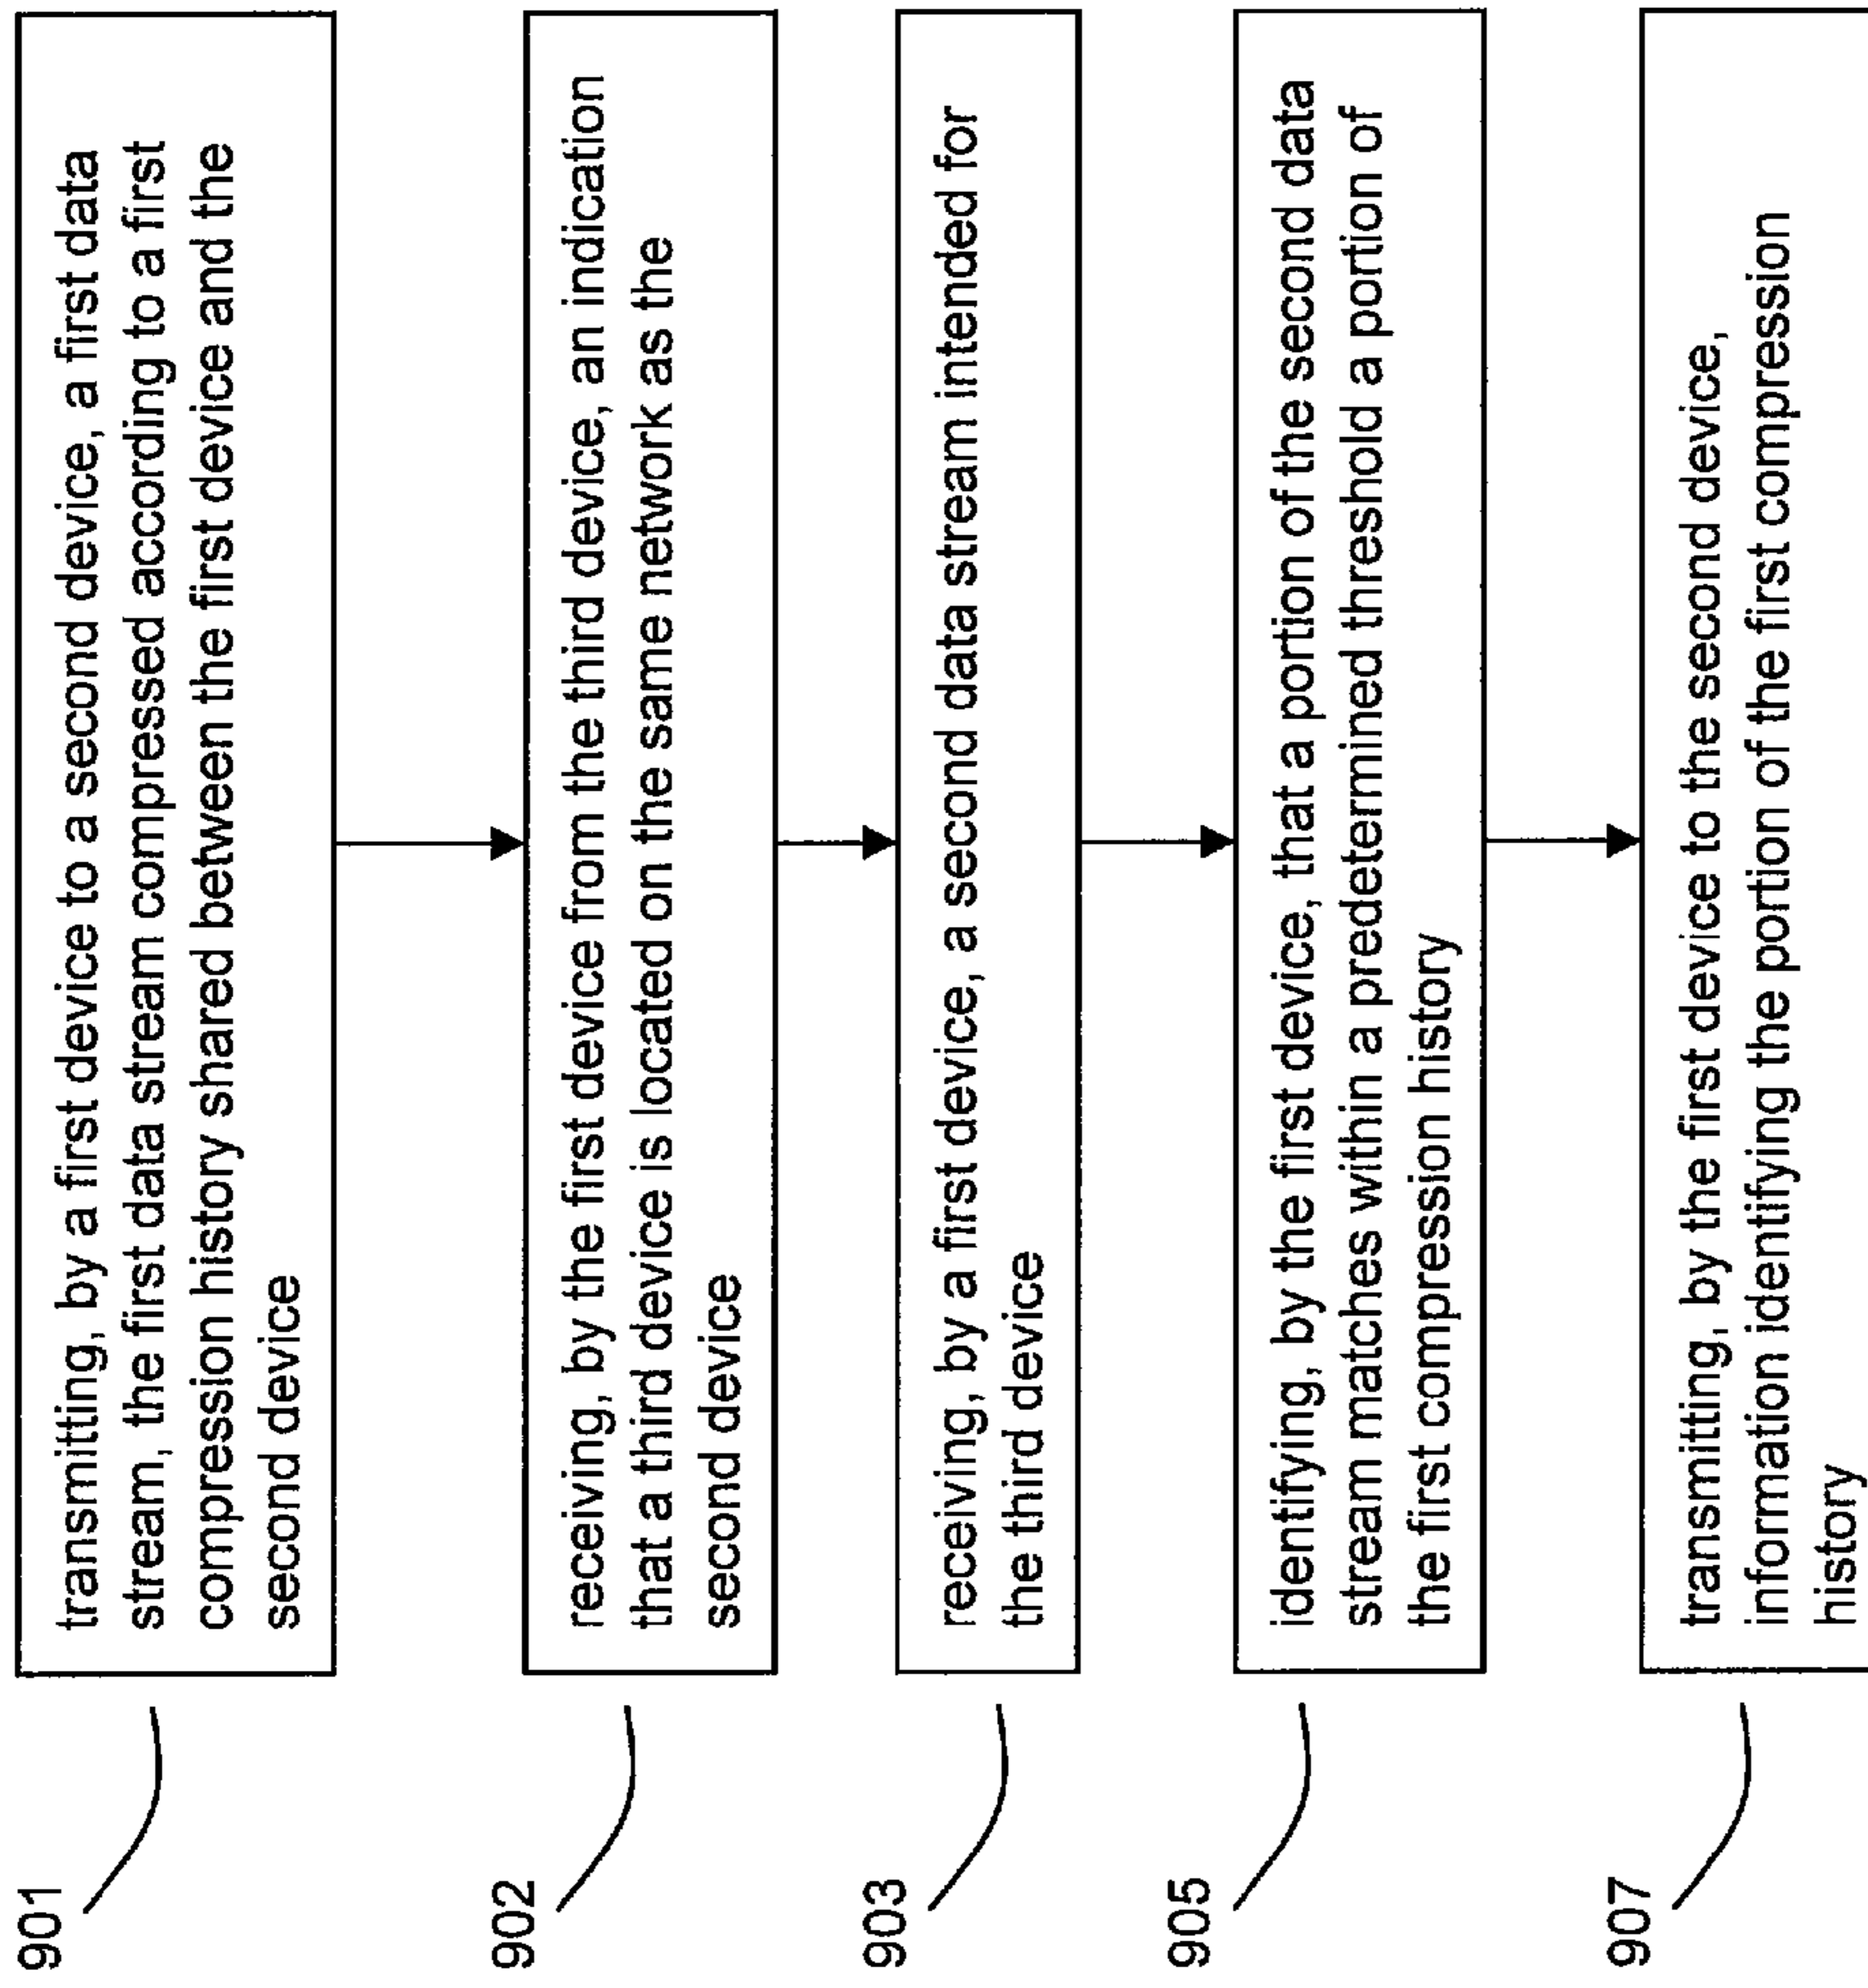 901
transmitting, by a first device to a second device, a first data
stream, the first data stream compressed according to a first
compression history shared between the first device and the
second device
902
receiving, by the first device from the third device, an indication
that a third device is located on the same network as the
second device
903
receiving, by a first device, a second data stream intended for
the third device
905
identifying, by the first device, that a portion of the second data
stream matches within a predetermined threshold a portion of
the first compression history
907
transmitting, by the first device to the second device,
information identifying the portion of the first compression
history